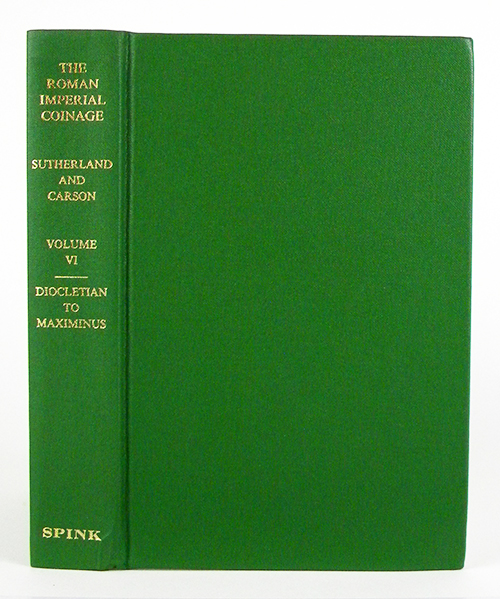 THE
ROMAN
IMPERIAL
COINAGE
SUTHERLAND
AND
CARSON
VOLUME
VI
DIOCLETIAN
TO
MAXIMINUS
SPINK